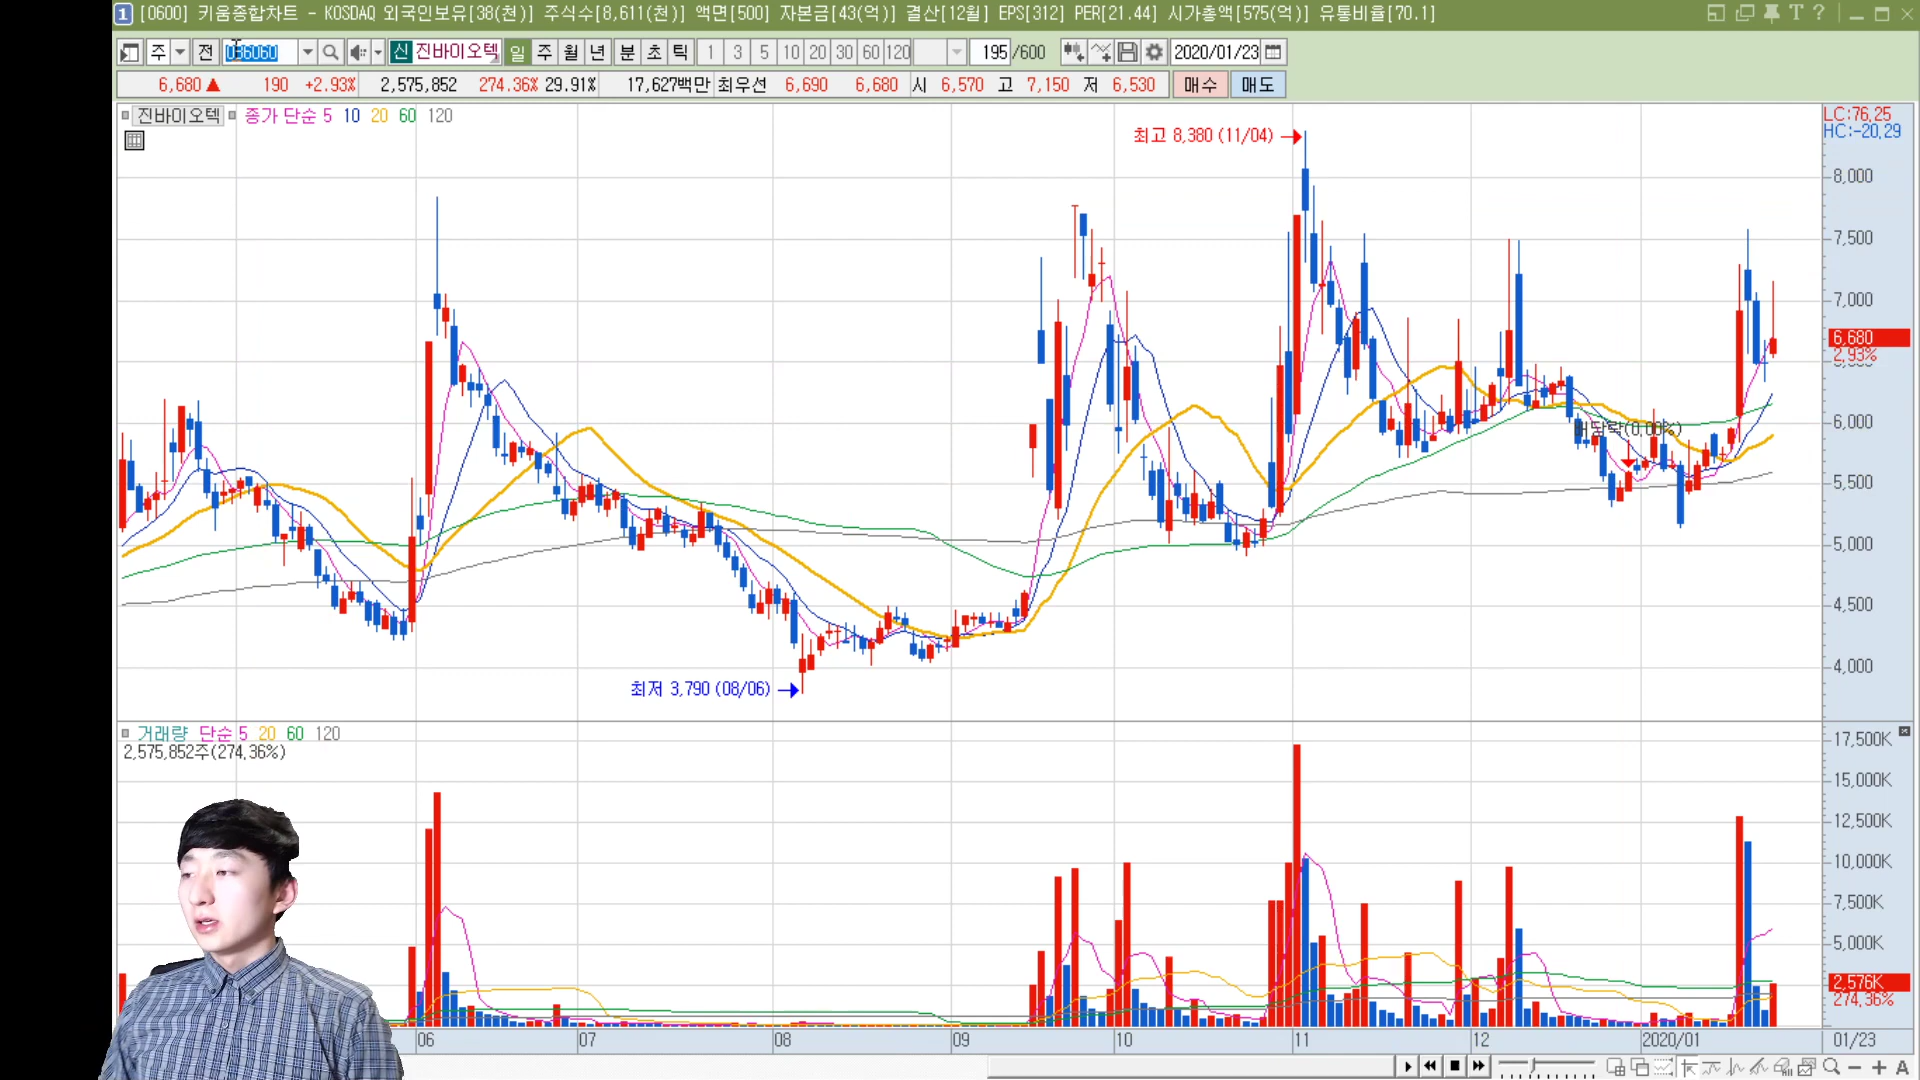 1 [0600] 키움종합차트 - KOSDAQ 외국인보유[38(천)] 주식수[8,611(천)] 액면[500] 자본금[43(억)] 결산[12월] EPS[312] PER[21.44] 시가총액[575(억)] 유통비율[70.1]
주 전 036060 신 진바이오텍 일 주 월 년 분 초 틱 1 3 5 10 20 30 60 120 195 /600 2020/01/23
6,680 ▲ 190 +2.93% 2,575,852 274.36% 29.91% 17,627백만 최우선 6,690 6,680 시 6,570 고 7,150 저 6,530 매수 매도
진바이오텍 종가 단순 5 10 20 60 120
LC:76,25
HC:-20,29
최고 8,380 (11/04)
8,000
7,500
7,000
6,680
2,93%
6,000
5,500
5,000
4,500
4,000
최저 3,790 (08/06)
거래량 단순 5 20 60 120
2,575,852주(274,36%)
17,500K
15,000K
12,500K
10,000K
7,500K
5,000K
2,576K
274,36%
06 07 08 09 10 11 12 2020/01 01/23